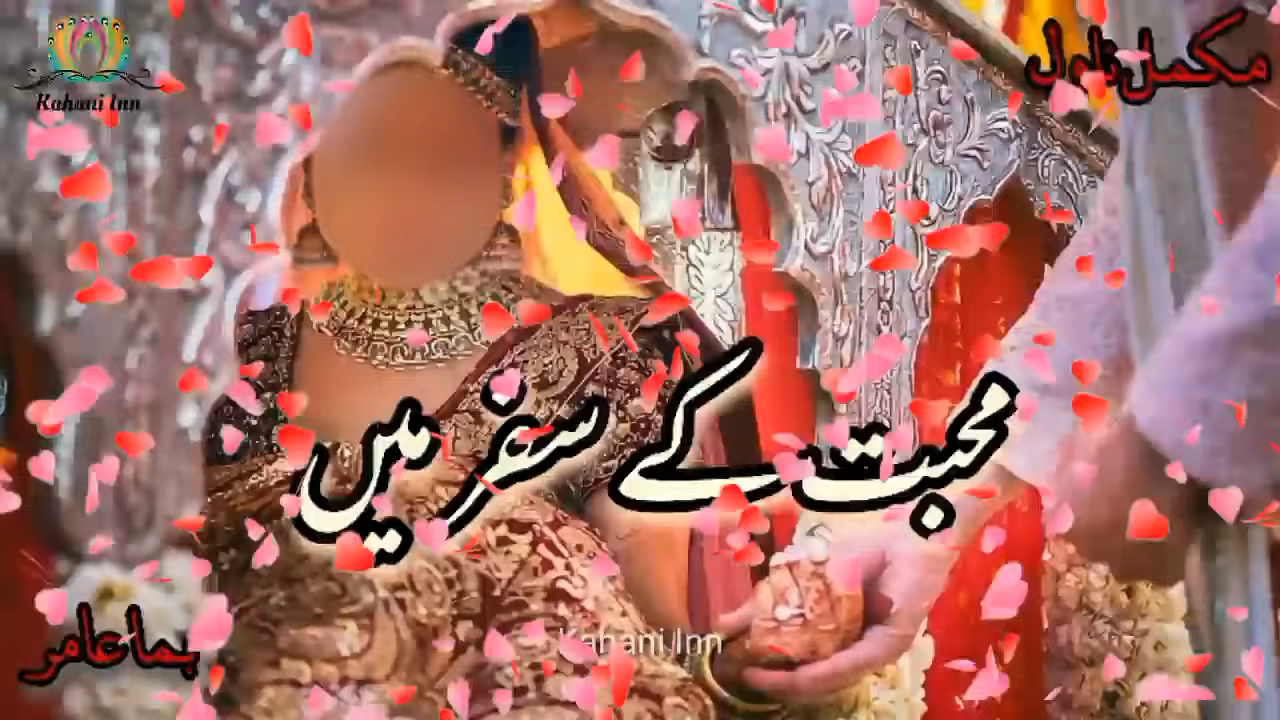 Kahani Inn
مکمل ناول
محبت کے سفر میں
ہما عامر
Kahani Inn